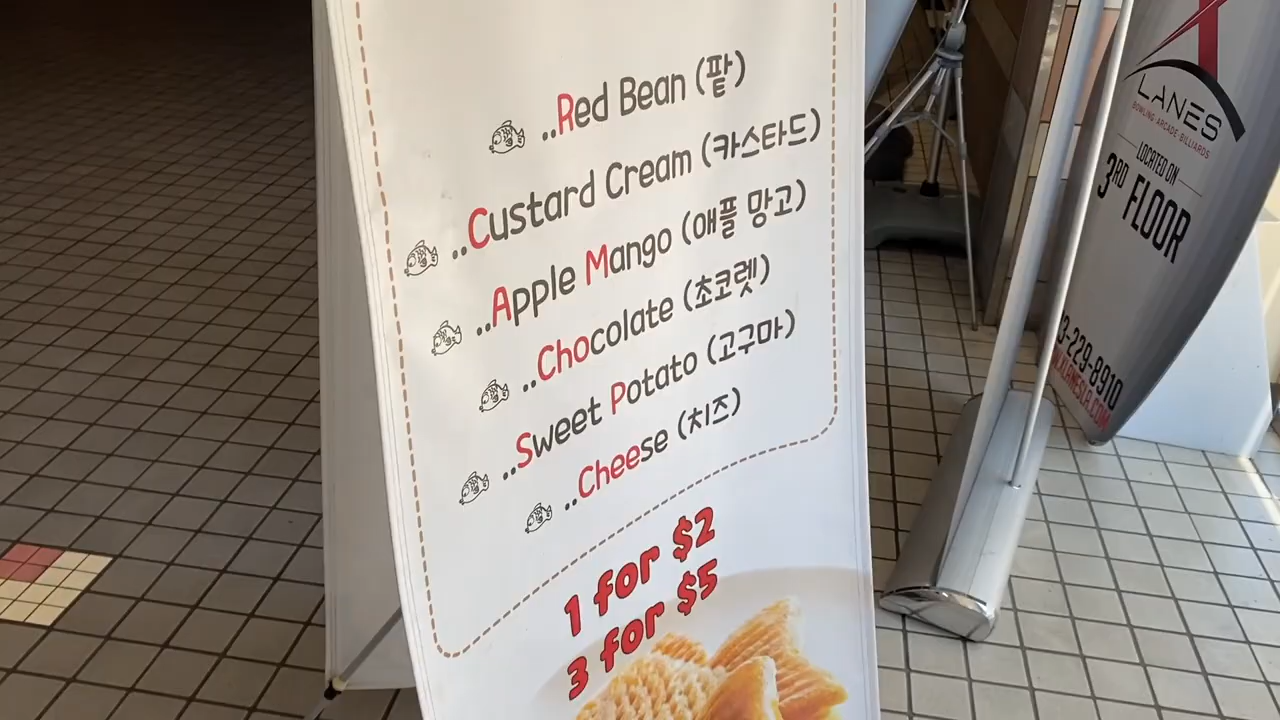 ..Red Bean (팥)
..Custard Cream (카스타드)
..Apple Mango (애플 망고)
..Chocolate (초코렛)
..Sweet Potato (고구마)
..Cheese (치즈)
1 for $2
3 for $5
LANES
BOWLING ARCADE BILLIARDS
LOCATED ON
3RD FLOOR
3-229-8910